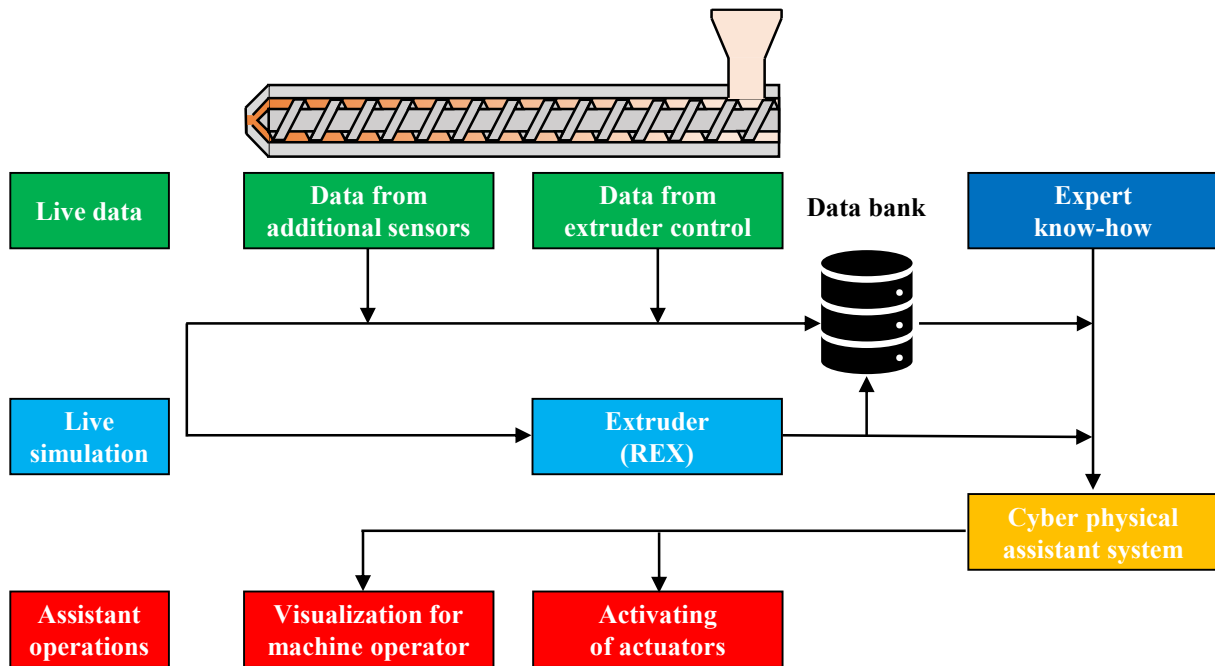 Live data
Data from
additional sensors
Data from
extruder control
Data bank
Expert
know-how
Live
simulation
Extruder
(REX)
Cyber physical
assistant system
Assistant
operations
Visualization for
machine operator
Activating
of actuators